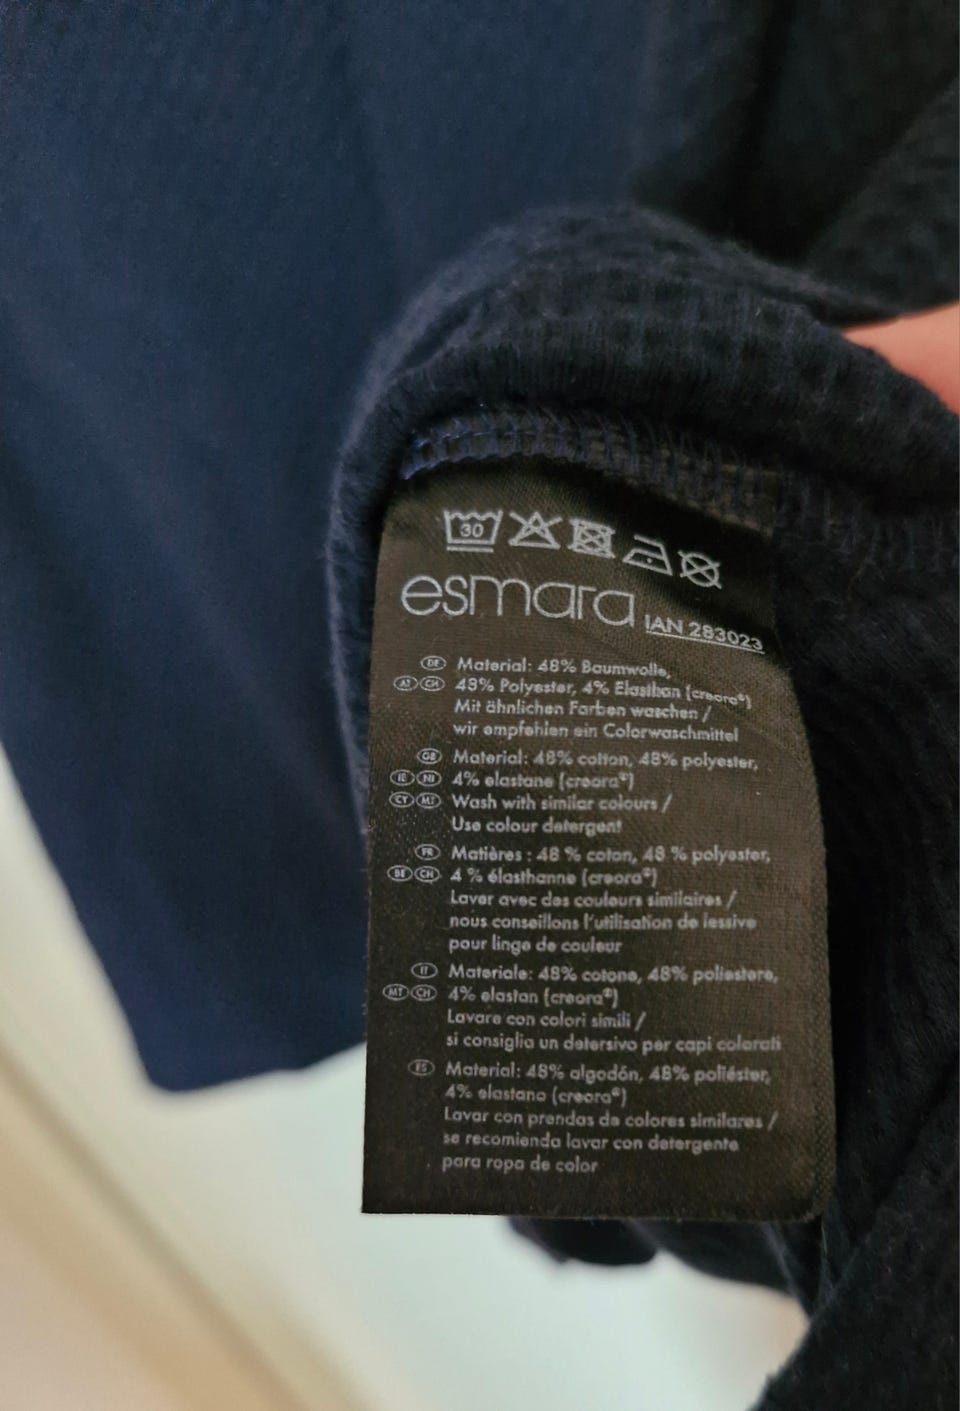 30
esmara IAN 283023
DE Material: 48% Baumwolle,
AT CH 48% Polyester, 4% Elasthan (creora®)
Mit ähnlichen Farben waschen /
wir empfehlen ein Colorwaschmittel
GB Material: 48% cotton, 48% polyester,
IE NI 4% elastane (creora®)
CY MT Wash with similar colours /
Use colour detergent
FR Matières : 48 % coton, 48 % polyester,
BE CH 4 % élasthanne (creora®)
Laver avec des couleurs similaires /
nous conseillons l'utilisation de lessive
pour linge de couleur
IT Materiale: 48% cotone, 48% poliestere,
MT CH 4% elastan (creora®)
Lavare con colori simili /
si consiglia un detersivo per capi colorati
ES Material: 48% algodón, 48% poliéster,
4% elastano (creora®)
Lavar con prendas de colores similares /
se recomienda lavar con detergente
para ropa de color